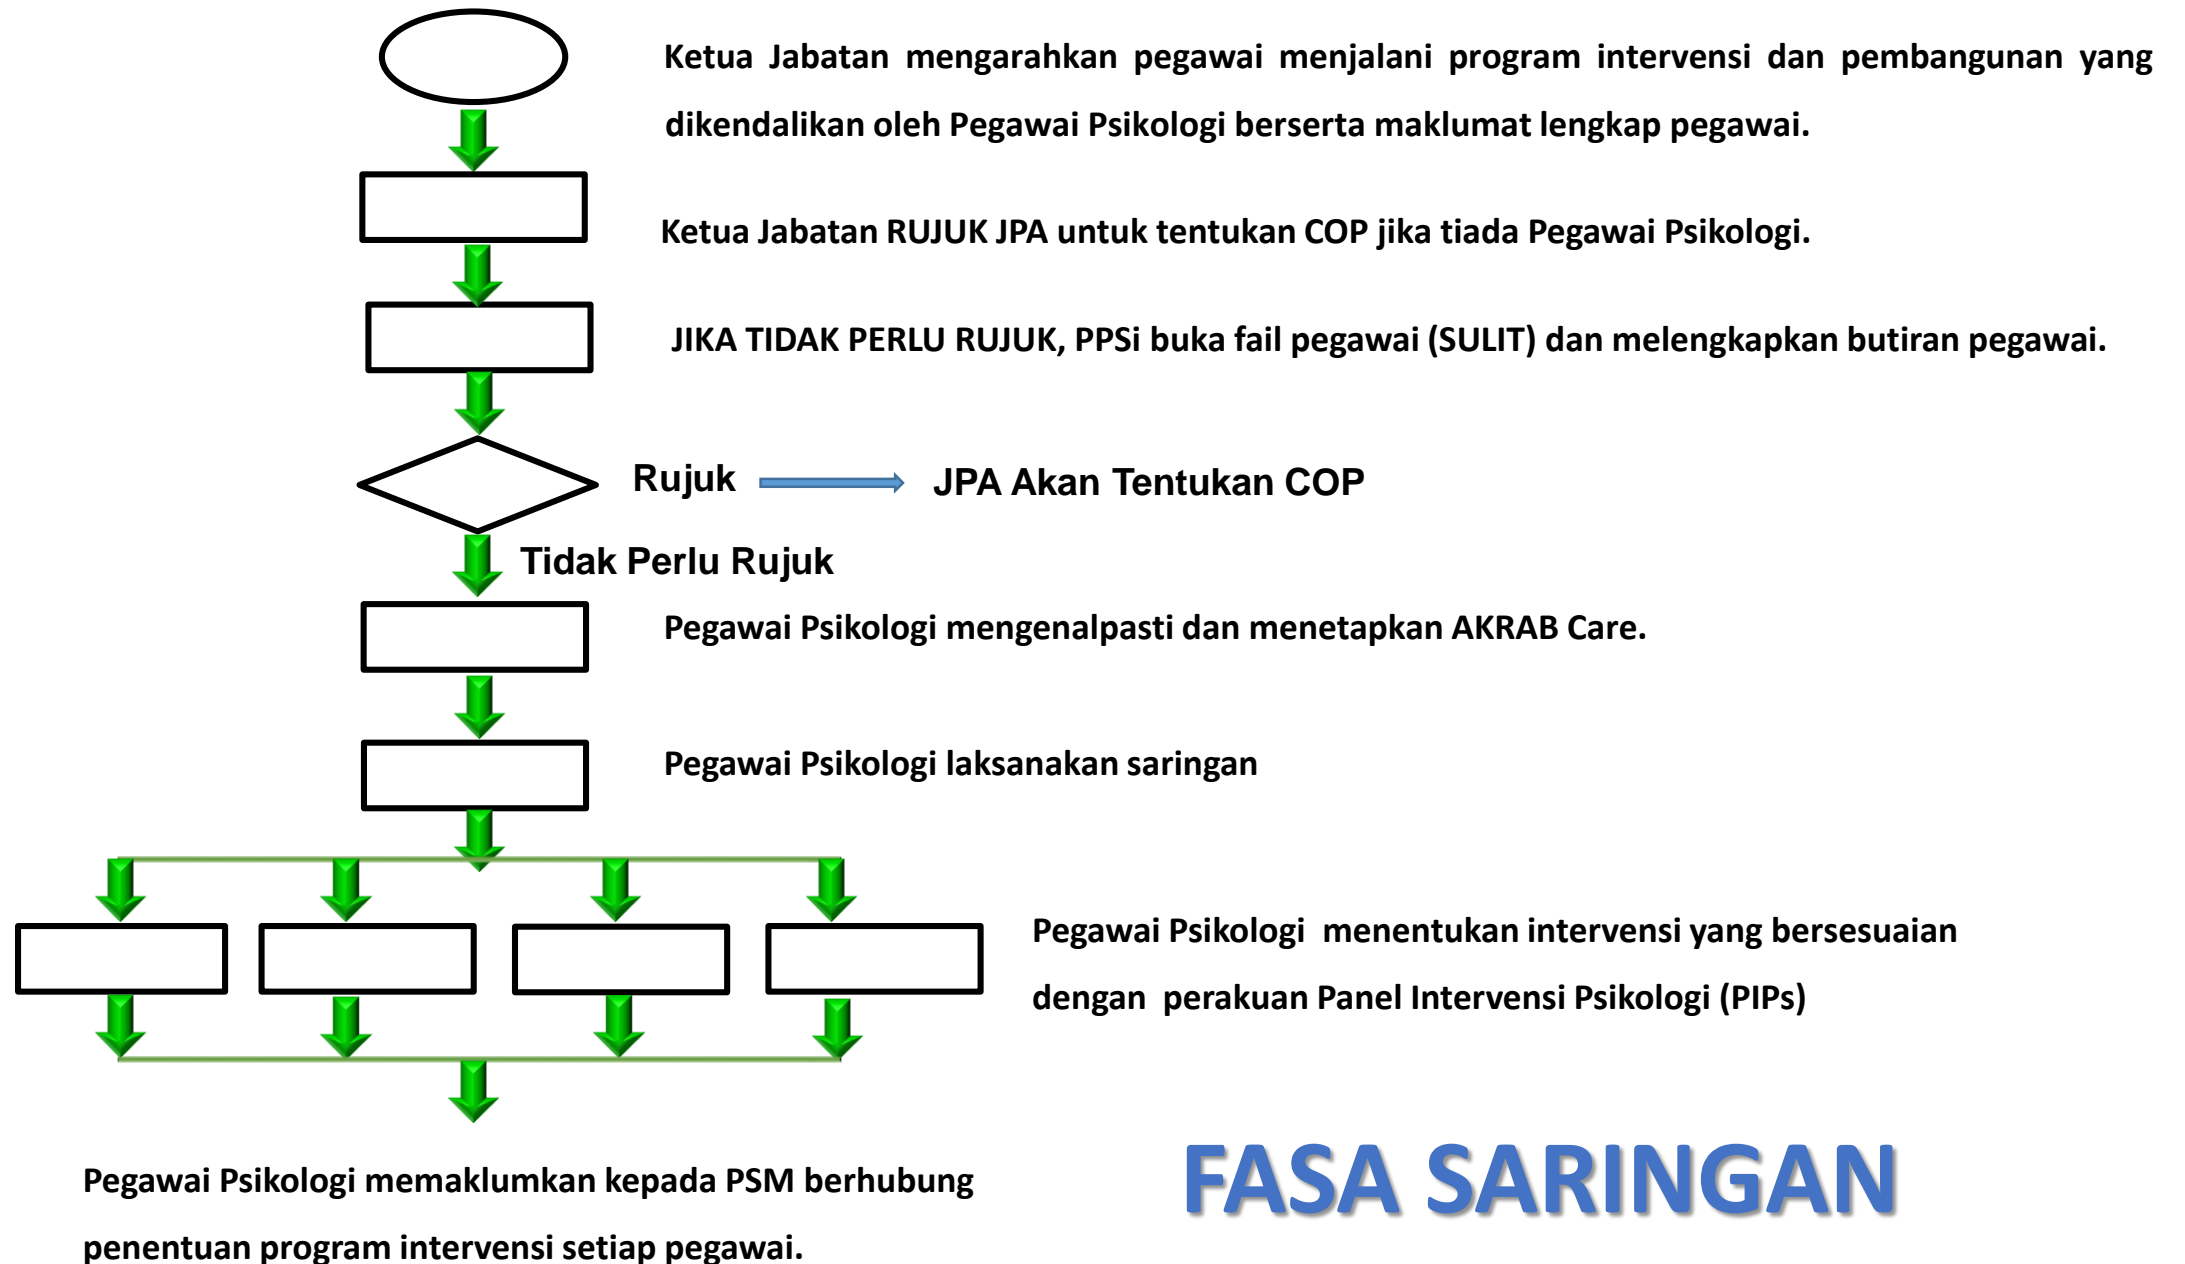 Ketua Jabatan mengarahkan pegawai menjalani program intervensi dan pembangunan yang
dikendalikan oleh Pegawai Psikologi berserta maklumat lengkap pegawai.
Ketua Jabatan RUJUK JPA untuk tentukan COP jika tiada Pegawai Psikologi.
JIKA TIDAK PERLU RUJUK, PPSi buka fail pegawai (SULIT) dan melengkapkan butiran pegawai.
Rujuk
JPA Akan Tentukan COP
Tidak Perlu Rujuk
Pegawai Psikologi mengenalpasti dan menetapkan AKRAB Care.
Pegawai Psikologi laksanakan saringan
Pegawai Psikologi menentukan intervensi yang bersesuaian
dengan perakuan Panel Intervensi Psikologi (PIPs)
Pegawai Psikologi memaklumkan kepada PSM berhubung
penentuan program intervensi setiap pegawai.
FASA SARINGAN